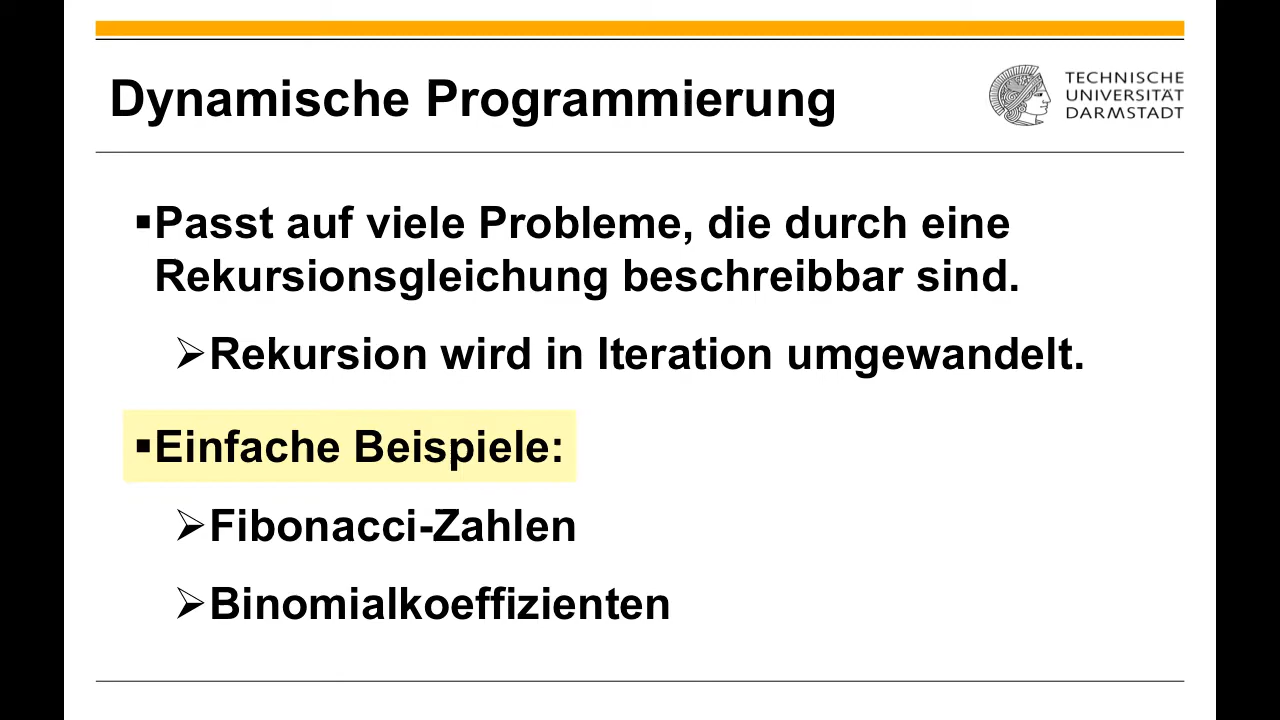 Dynamische Programmierung
TECHNISCHE
UNIVERSITÄT
DARMSTADT
▪Passt auf viele Probleme, die durch eine
Rekursionsgleichung beschreibbar sind.
➢Rekursion wird in Iteration umgewandelt.
▪Einfache Beispiele:
➢Fibonacci-Zahlen
➢Binomialkoeffizienten